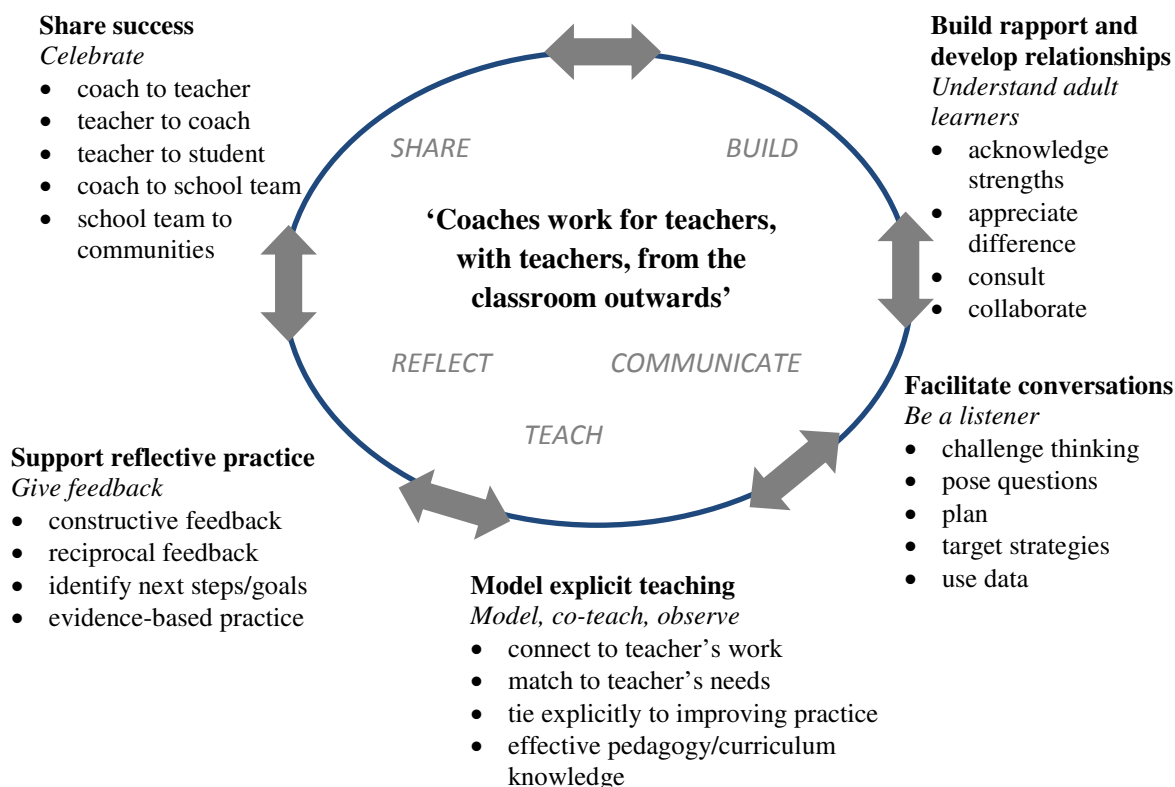 Share success
Celebrate
• coach to teacher
• teacher to coach
• teacher to student
• coach to school team
• school team to
communities
Build rapport and
develop relationships
Understand adult
learners
• acknowledge
strengths
• appreciate
difference
• consult
• collaborate
SHARE
BUILD
‘Coaches work for teachers,
with teachers, from the
classroom outwards’
REFLECT
COMMUNICATE
TEACH
Facilitate conversations
Be a listener
• challenge thinking
• pose questions
• plan
• target strategies
• use data
Support reflective practice
Give feedback
• constructive feedback
• reciprocal feedback
• identify next steps/goals
• evidence-based practice
Model explicit teaching
Model, co-teach, observe
• connect to teacher’s work
• match to teacher’s needs
• tie explicitly to improving practice
• effective pedagogy/curriculum
knowledge